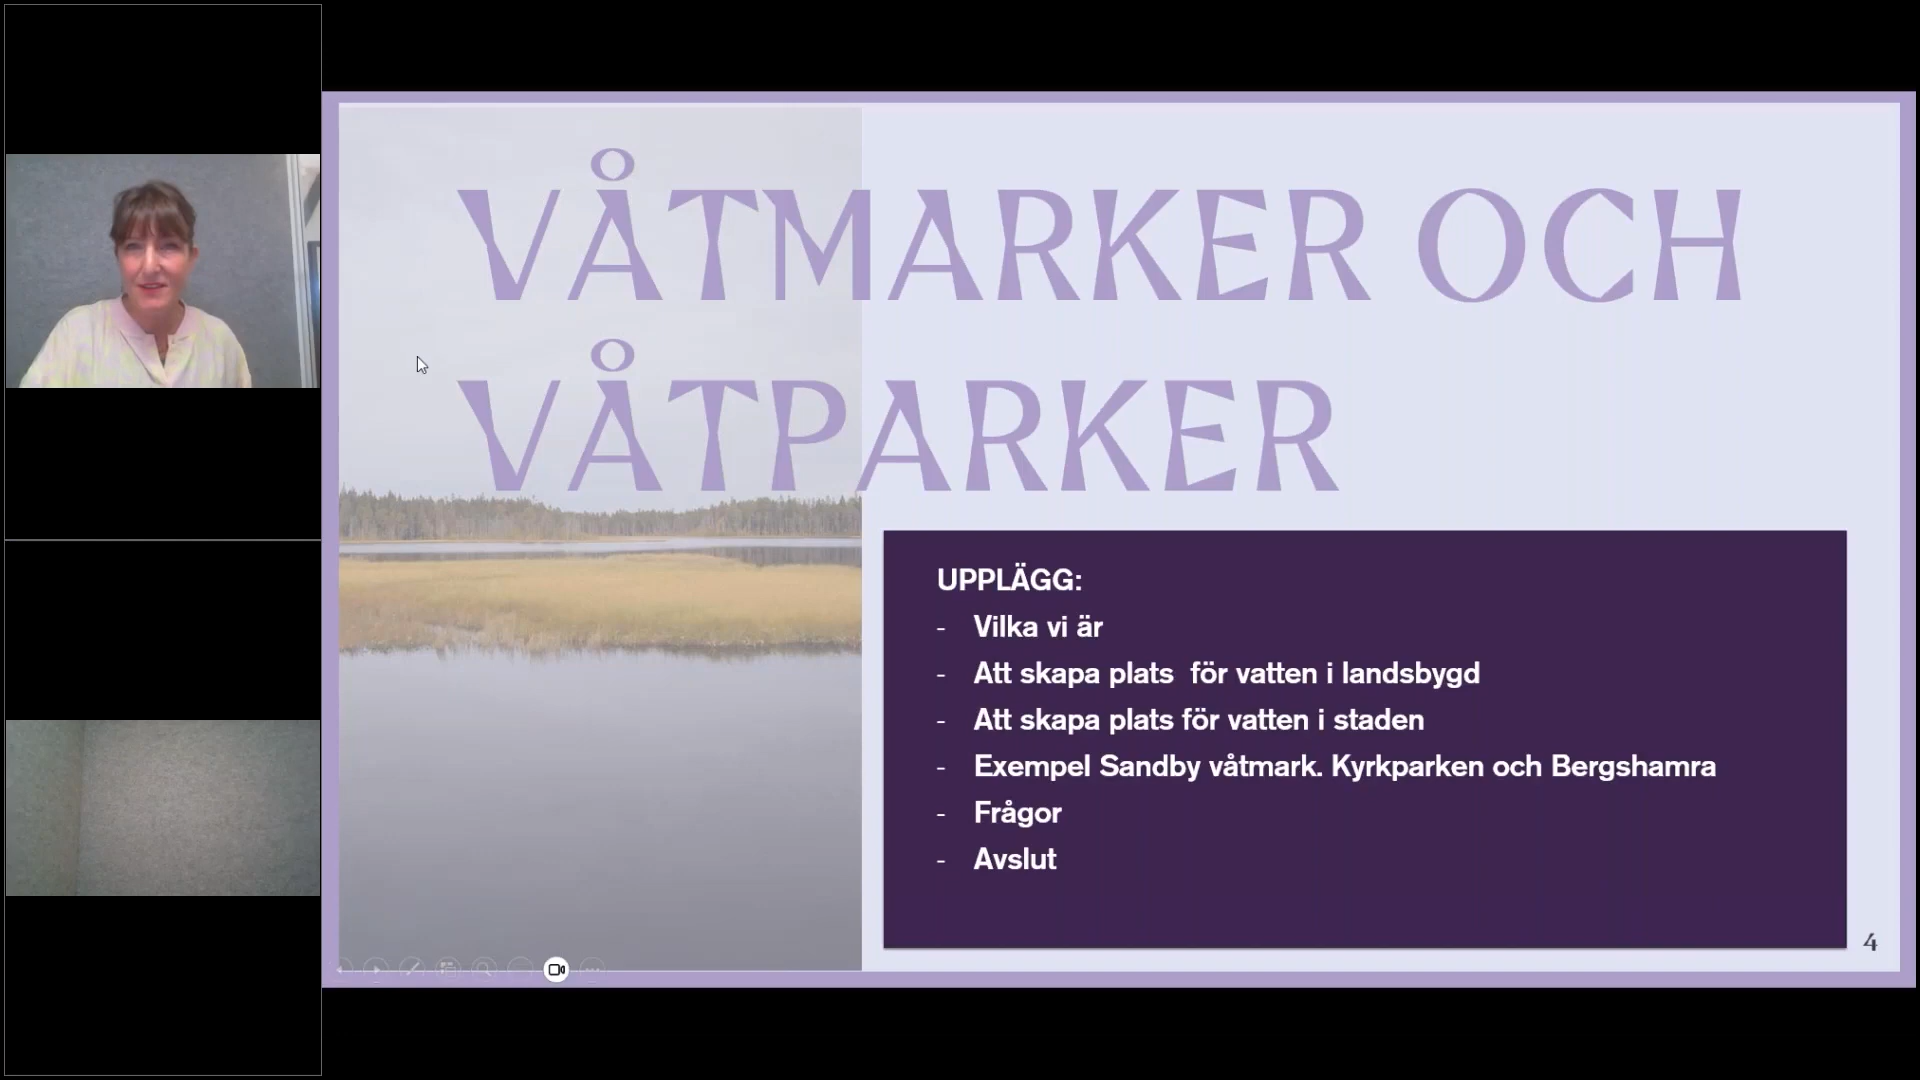 VÅTMARKER OCH
VÅTPARKER
UPPLÄGG:
- Vilka vi är
- Att skapa plats  för vatten i landsbygd
- Att skapa plats för vatten i staden
- Exempel Sandby våtmark. Kyrkparken och Bergshamra
- Frågor
- Avslut
4